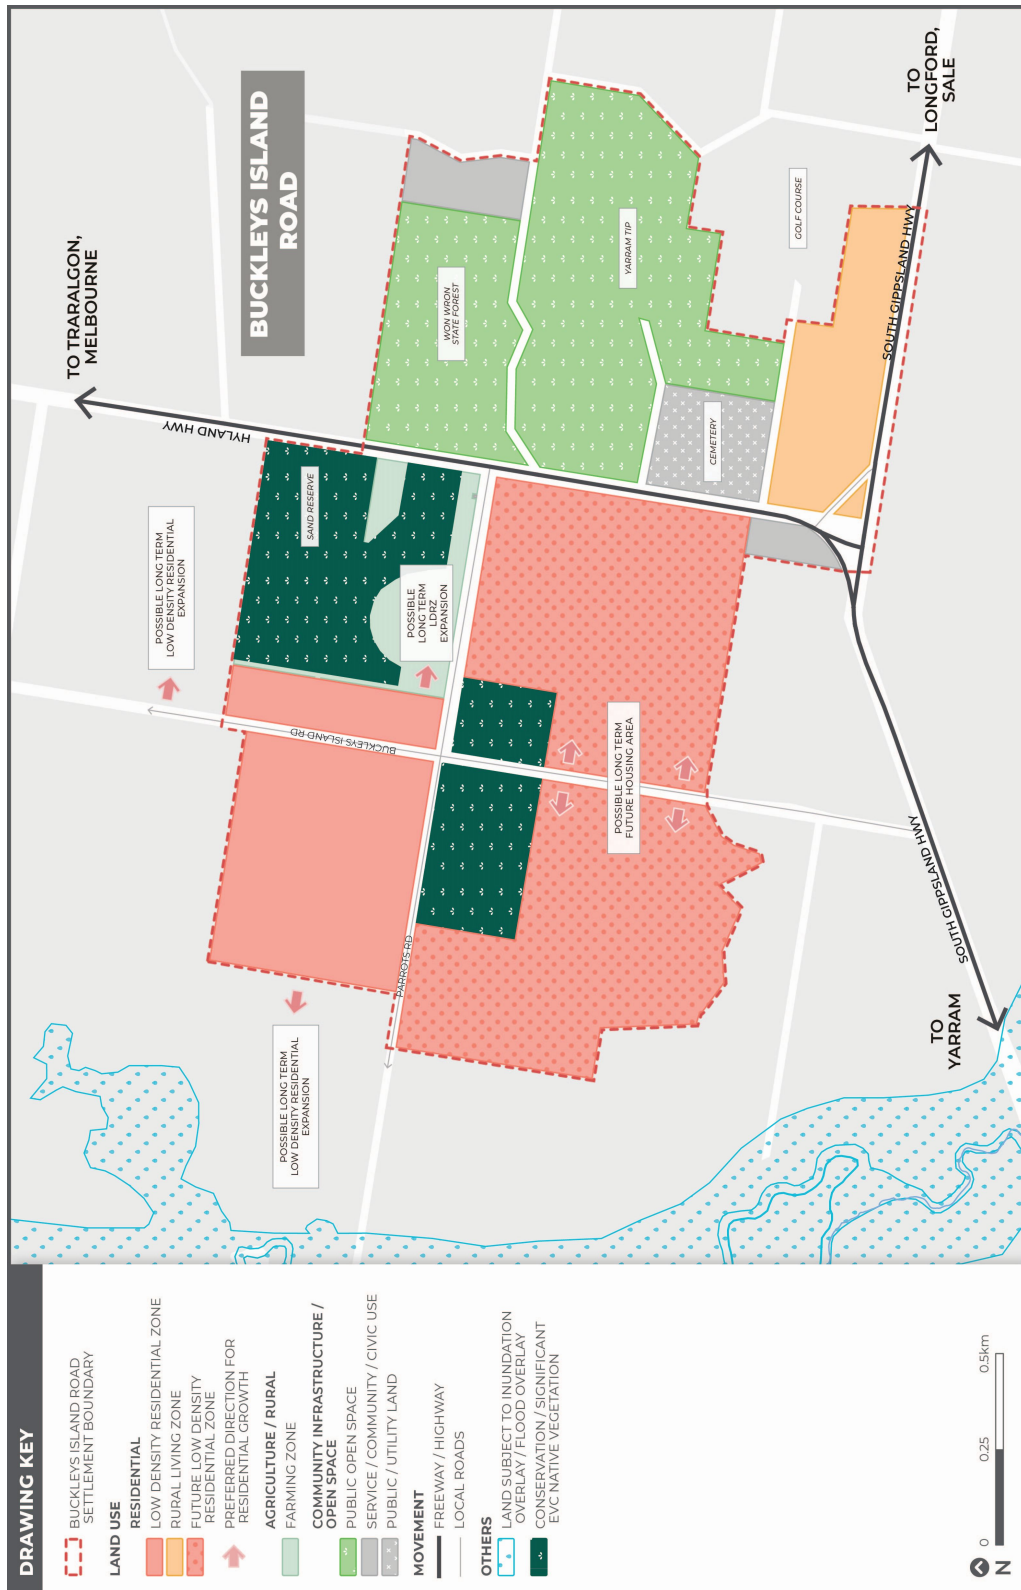 DRAWING KEY
BUCKLEYS ISLAND ROAD
SETTLEMENT BOUNDARY
LAND USE
RESIDENTIAL
LOW DENSITY RESIDENTIAL ZONE
RURAL LIVING ZONE
FUTURE LOW DENSITY
RESIDENTIAL ZONE
PREFERRED DIRECTION FOR
RESIDENTIAL GROWTH
AGRICULTURE / RURAL
FARMING ZONE
COMMUNITY INFRASTRUCTURE /
OPEN SPACE
PUBLIC OPEN SPACE
SERVICE / COMMUNITY / CIVIC USE
PUBLIC / UTILITY LAND
MOVEMENT
FREEWAY / HIGHWAY
LOCAL ROADS
OTHERS
LAND SUBJECT TO INUNDATION
OVERLAY / FLOOD OVERLAY
CONSERVATION / SIGNIFICANT
EVC NATIVE VEGETATION
N
0
0.25
0.5km
BUCKLEYS ISLAND
ROAD
TO TRARALGON,
MELBOURNE
HYLAND HWY
POSSIBLE LONG TERM
LOW DENSITY RESIDENTIAL
EXPANSION
POSSIBLE LONG TERM
LOW DENSITY RESIDENTIAL
EXPANSION
BUCKLEYS ISLAND RD
SAND RESERVE
POSSIBLE
LONG TERM
LDRZ
EXPANSION
WON WRON
STATE FOREST
PARROTS RD
YARRAM TIP
POSSIBLE LONG TERM
FUTURE HOUSING AREA
CEMETERY
GOLF COURSE
SOUTH GIPPSLAND HWY
SOUTH GIPPSLAND HWY
TO
YARRAM
TO
LONGFORD,
SALE